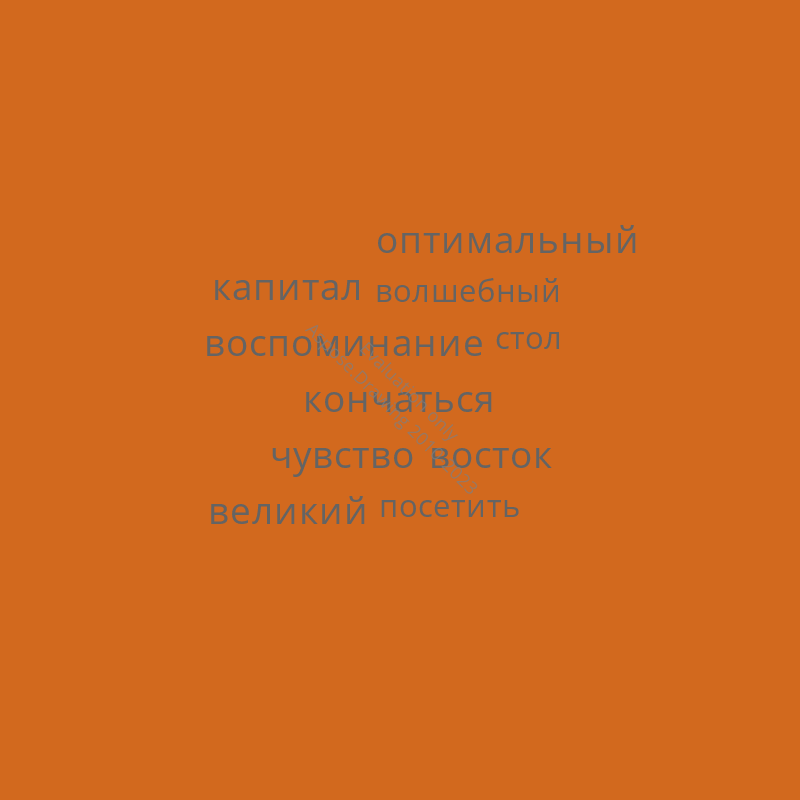 оптимальный
капитал волшебный
воспоминание стол
кончаться
чувство восток
великий посетить